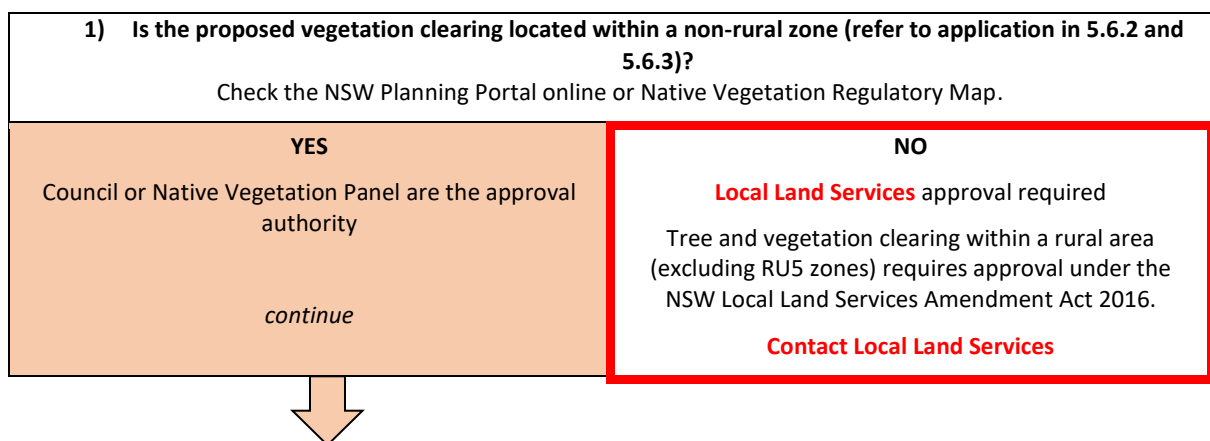 1) Is the proposed vegetation clearing located within a non-rural zone (refer to application in 5.6.2 and
5.6.3)?
Check the NSW Planning Portal online or Native Vegetation Regulatory Map.
YES
Council or Native Vegetation Panel are the approval
authority
continue
NO
Local Land Services approval required
Tree and vegetation clearing within a rural area
(excluding RU5 zones) requires approval under the
NSW Local Land Services Amendment Act 2016.
Contact Local Land Services